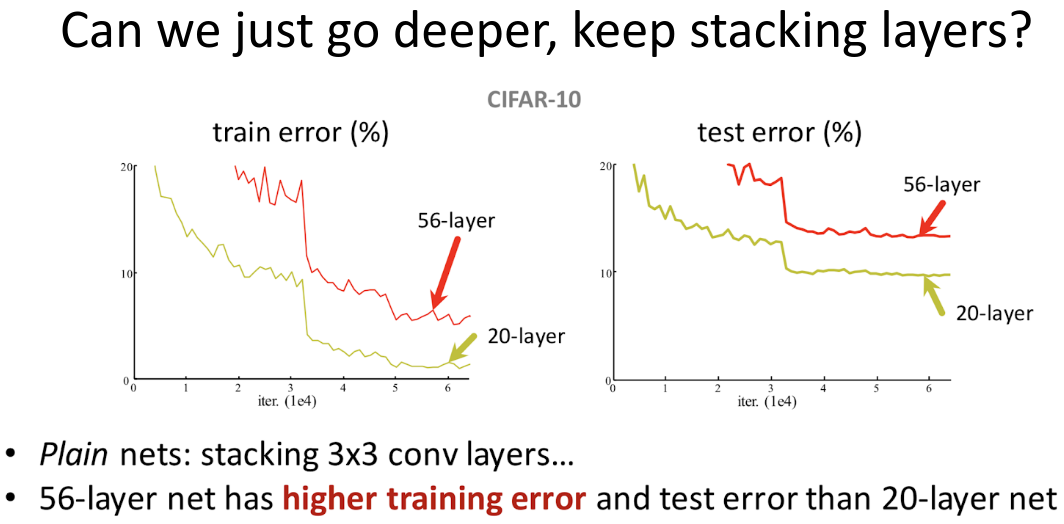 Can we just go deeper, keep stacking layers?
CIFAR-10
train error (%)
20
10
0
0 1 2 3 4 5 6
iter. (1e4)
56-layer
20-layer
test error (%)
20
10
0
0 1 2 3 4 5 6
iter. (1e4)
56-layer
20-layer
• Plain nets: stacking 3x3 conv layers…
• 56-layer net has higher training error and test error than 20-layer net